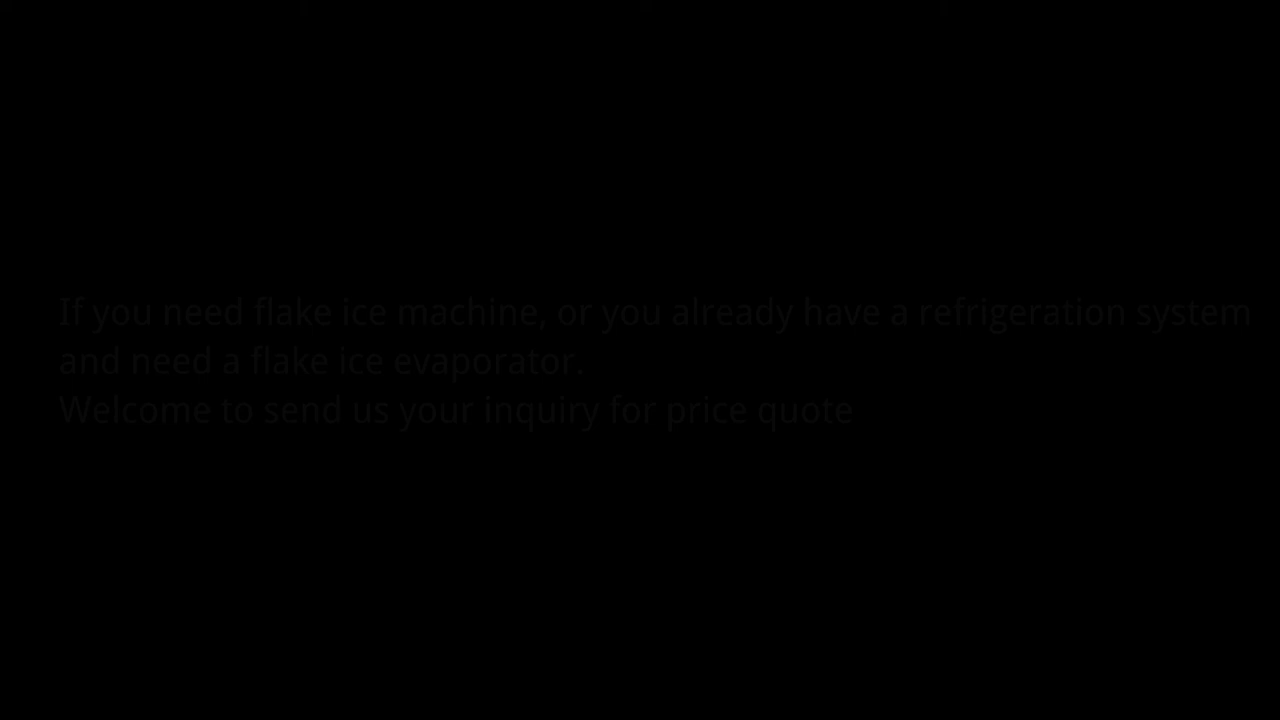 If you need flake ice machine, or you already have a refrigeration system
and need a flake ice evaporator.
Welcome to send us your inquiry for price quote